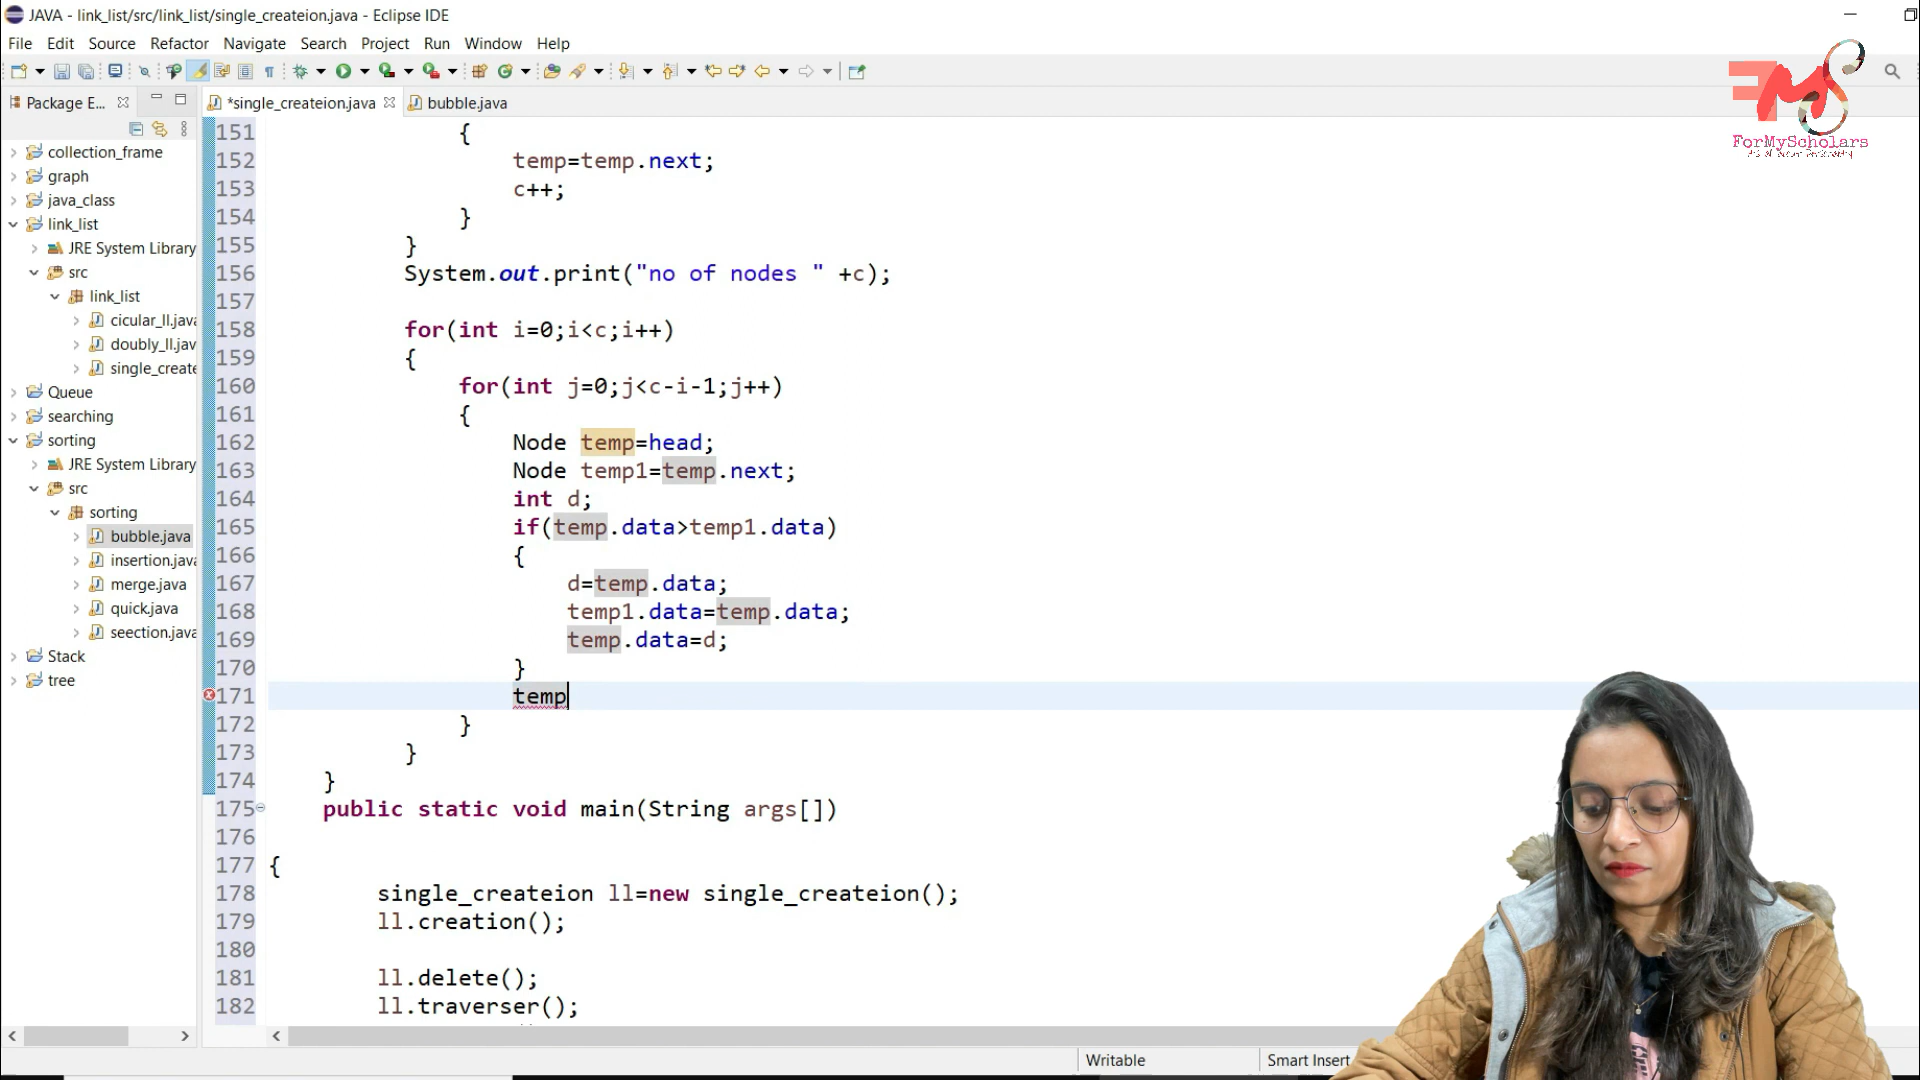 JAVA - link_list/src/link_list/single_createion.java - Eclipse IDE
File Edit Source Refactor Navigate Search Project Run Window Help
Package E... *single_createion.java bubble.java
FMS
ForMyScholars
collection_frame
graph
java_class
link_list
JRE System Library
src
link_list
cicular_ll.java
doubly_ll.jav
single_create
Queue
searching
sorting
JRE System Library
src
sorting
bubble.java
insertion.java
merge.java
quick.java
seection.java
Stack
tree
151 {
152 temp=temp.next;
153 c++;
154 }
155 }
156 System.out.print("no of nodes " +c);
157
158 for(int i=0;i<c;i++)
159 {
160 for(int j=0;j<c-i-1;j++)
161 {
162 Node temp=head;
163 Node temp1=temp.next;
164 int d;
165 if(temp.data>temp1.data)
166 {
167 d=temp.data;
168 temp1.data=temp.data;
169 temp.data=d;
170 }
171 temp
172 }
173 }
174 }
175 public static void main(String args[])
176
177 {
178 single_createion ll=new single_createion();
179 ll.creation();
180
181 ll.delete();
182 ll.traverser();
Writable Smart Insert